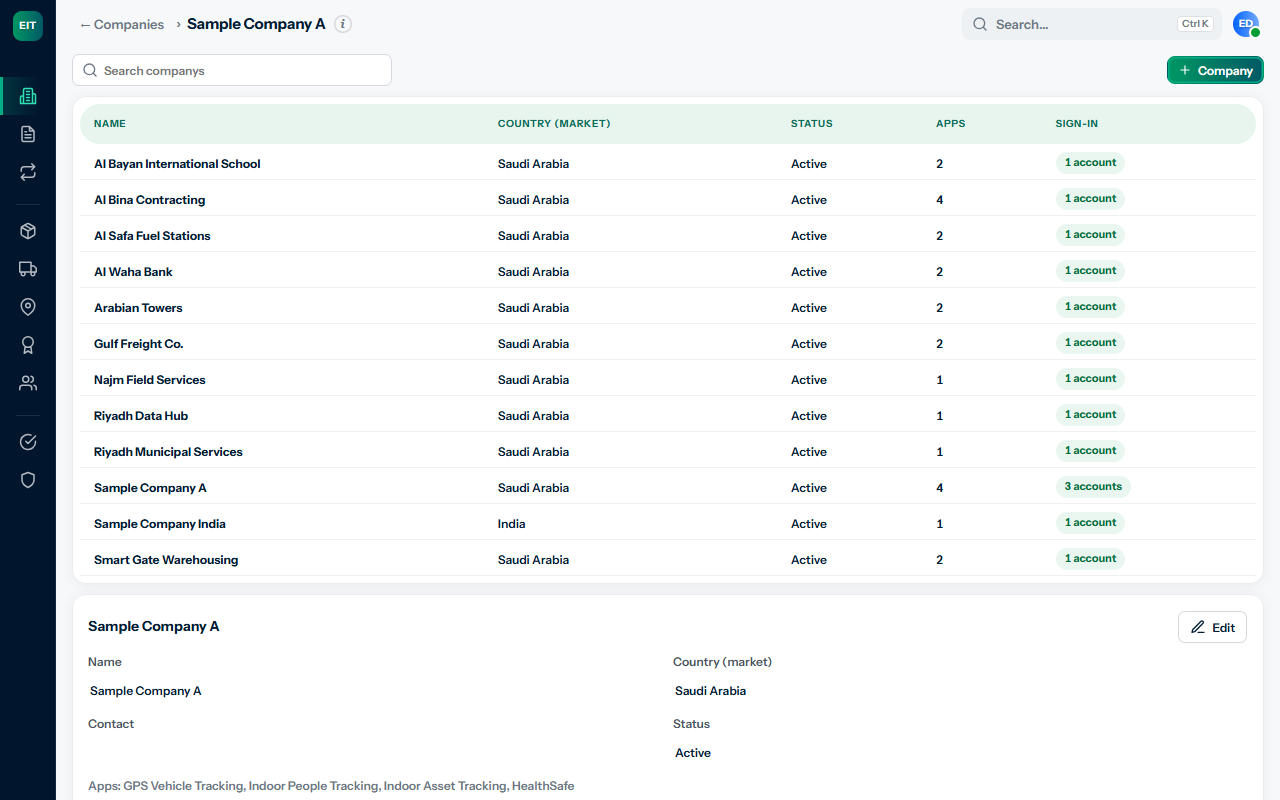 EIT
← Companies › Sample Company A i
Search... Ctrl K
ED
Search companys
+ Company
NAME COUNTRY (MARKET) STATUS APPS SIGN-IN
Al Bayan International School Saudi Arabia Active 2 1 account
Al Bina Contracting Saudi Arabia Active 4 1 account
Al Safa Fuel Stations Saudi Arabia Active 2 1 account
Al Waha Bank Saudi Arabia Active 2 1 account
Arabian Towers Saudi Arabia Active 2 1 account
Gulf Freight Co. Saudi Arabia Active 2 1 account
Najm Field Services Saudi Arabia Active 1 1 account
Riyadh Data Hub Saudi Arabia Active 1 1 account
Riyadh Municipal Services Saudi Arabia Active 1 1 account
Sample Company A Saudi Arabia Active 4 3 accounts
Sample Company India India Active 1 1 account
Smart Gate Warehousing Saudi Arabia Active 2 1 account
Sample Company A Edit
Name Country (market)
Sample Company A Saudi Arabia
Contact Status
Active
Apps: GPS Vehicle Tracking, Indoor People Tracking, Indoor Asset Tracking, HealthSafe